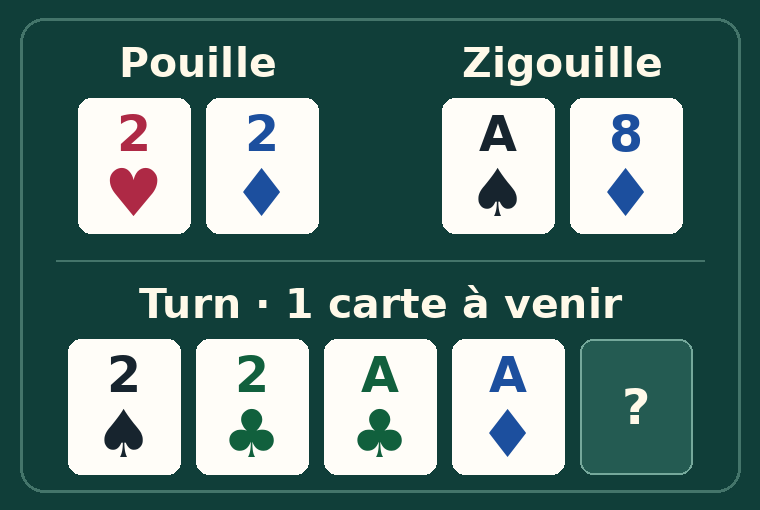 Pouille Zigouille
2 2 A 8
♥ ♦ ♠ ♦
Turn · 1 carte à venir
2 2 A A ?
♠ ♣ ♣ ♦